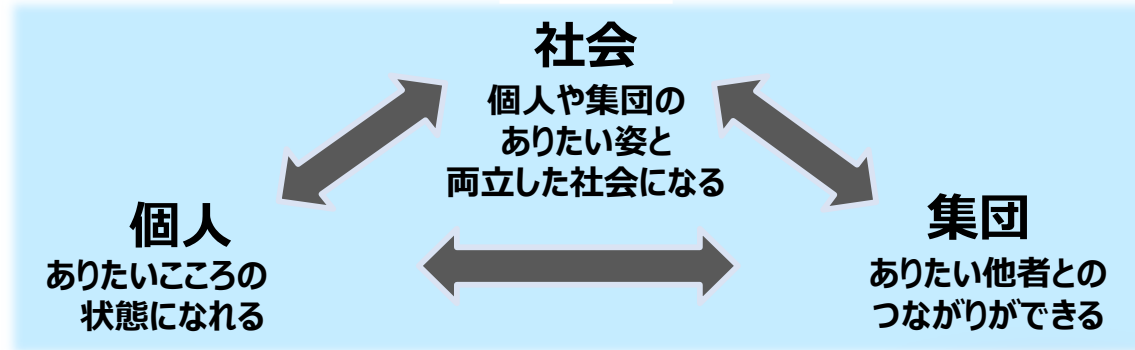 社会
個人や集団の
ありたい姿と
両立した社会になる
個人
ありたいこころの
状態になれる
集団
ありたい他者との
つながりができる